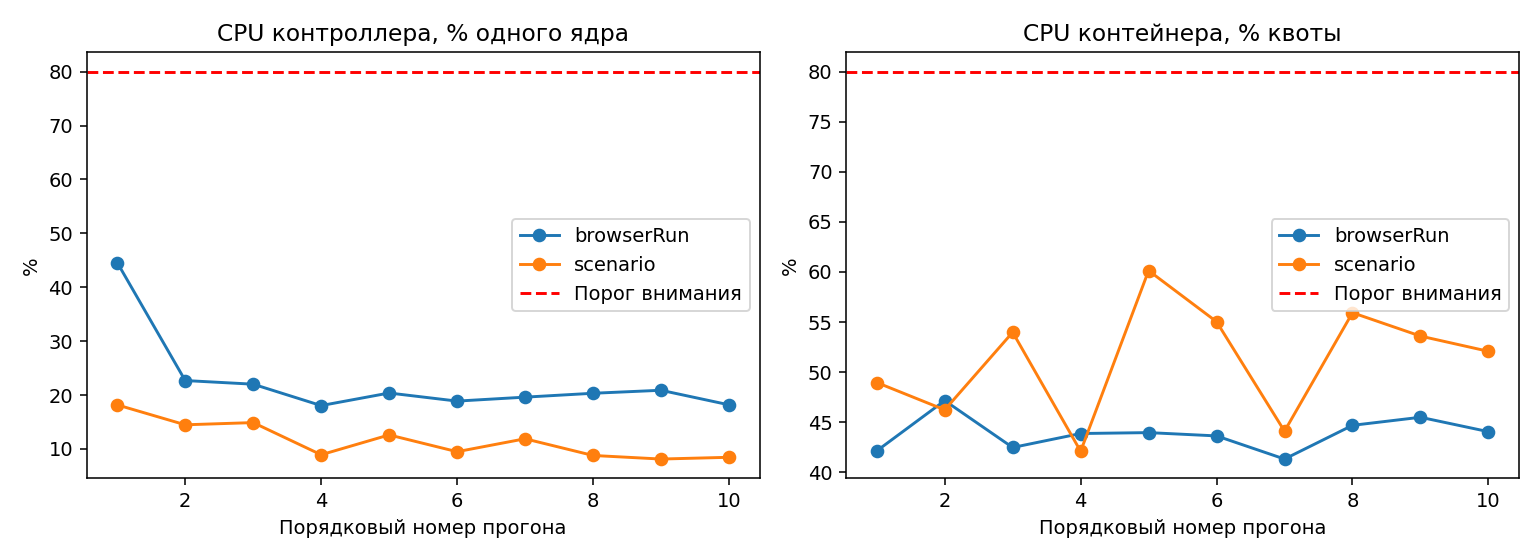 CPU контроллера, % одного ядра
80
70
60
50
40
30
20
10
%
browserRun
scenario
Порог внимания
2
4
6
8
10
Порядковый номер прогона
CPU контейнера, % квоты
80
75
70
65
60
55
50
45
40
%
browserRun
scenario
Порог внимания
2
4
6
8
10
Порядковый номер прогона